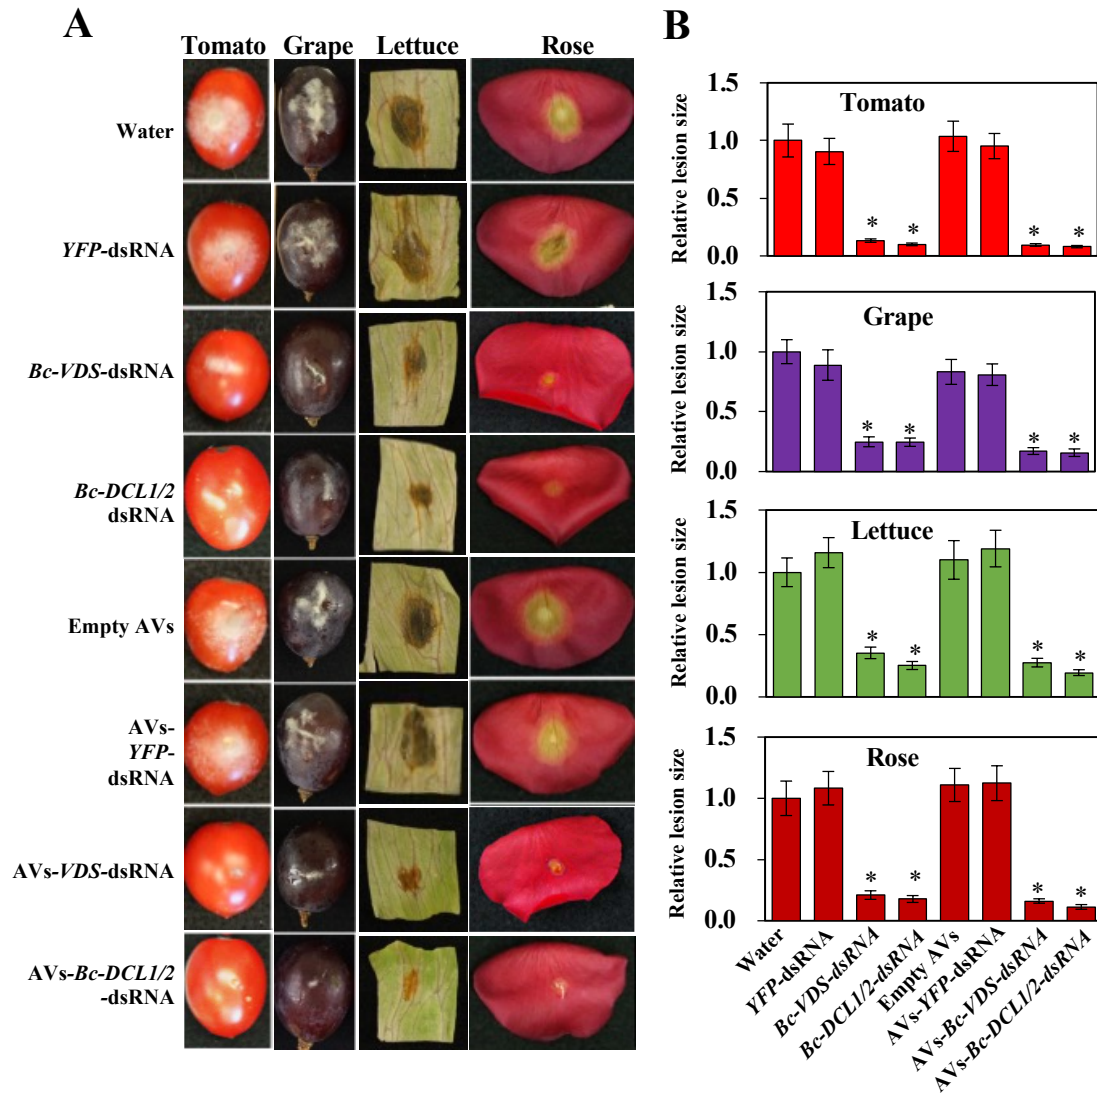 A
Tomato Grape Lettuce Rose
Water
YFP-dsRNA
Bc-VDS-dsRNA
Bc-DCL1/2
dsRNA
Empty AVs
AVs-
YFP-
dsRNA
AVs-VDS-dsRNA
AVs-Bc-DCL1/2
-dsRNA
B
Relative lesion size
1.5
1.0
0.5
0.0
Tomato
* * * *
Relative lesion size
1.5
1.0
0.5
0.0
Grape
* * * *
Relative lesion size
1.5
1.0
0.5
0.0
Lettuce
* * * *
Relative lesion size
1.5
1.0
0.5
0.0
Rose
* * * *
Water
YFP-dsRNA
Bc-VDS-dsRNA
Bc-DCL1/2-dsRNA
Empty AVs
AVs-YFP-dsRNA
AVs-Bc-VDS-dsRNA
AVs-Bc-DCL1/2-dsRNA